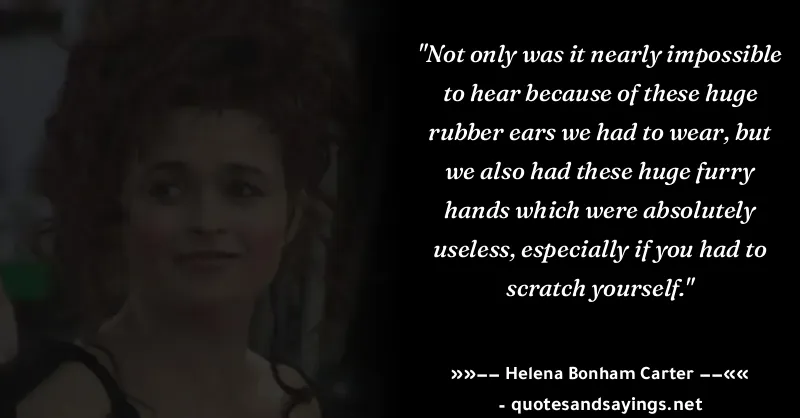 "Not only was it nearly impossible
to hear because of these huge
rubber ears we had to wear, but
we also had these huge furry
hands which were absolutely
useless, especially if you had to
scratch yourself."
»»–– Helena Bonham Carter ––««
- quotesandsayings.net